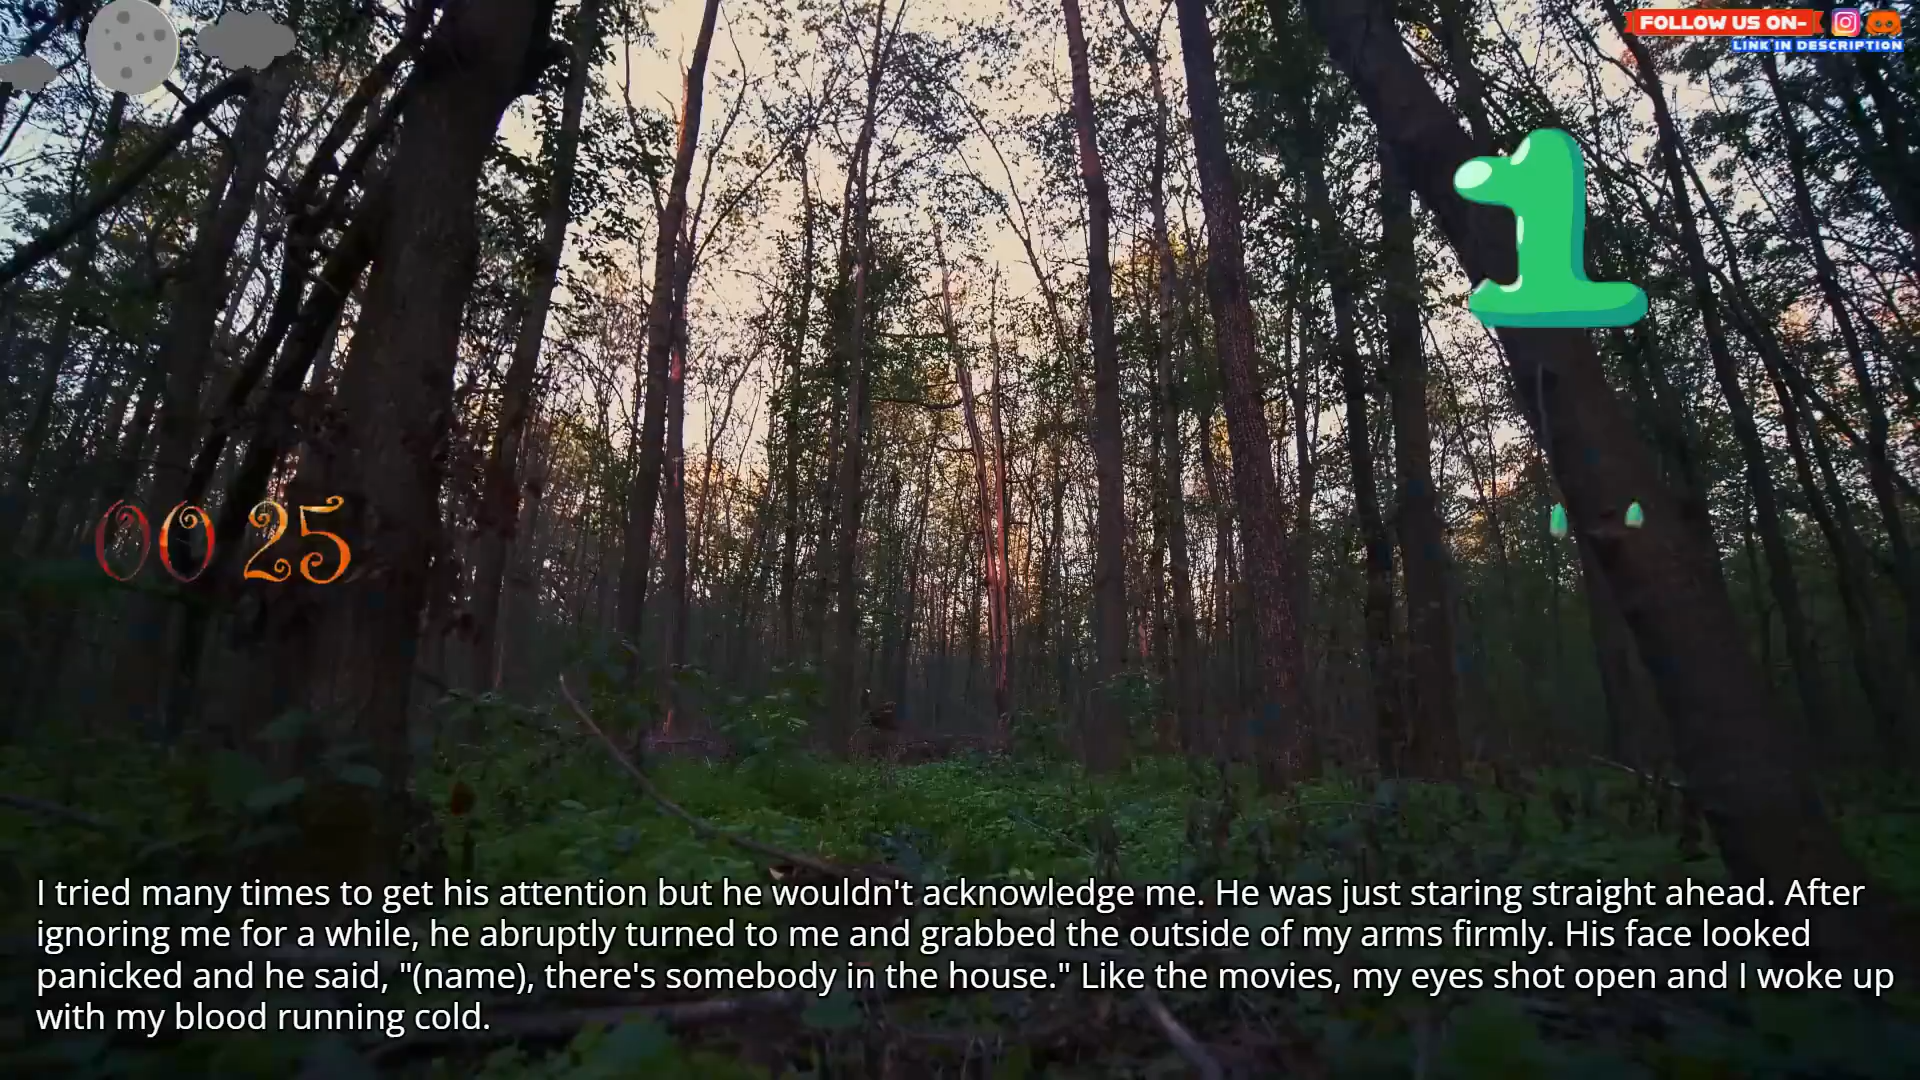 FOLLOW US ON-
LINK IN DESCRIPTION
1
00 25
I tried many times to get his attention but he wouldn't acknowledge me. He was just staring straight ahead. After
ignoring me for a while, he abruptly turned to me and grabbed the outside of my arms firmly. His face looked
panicked and he said, "(name), there's somebody in the house." Like the movies, my eyes shot open and I woke up
with my blood running cold.